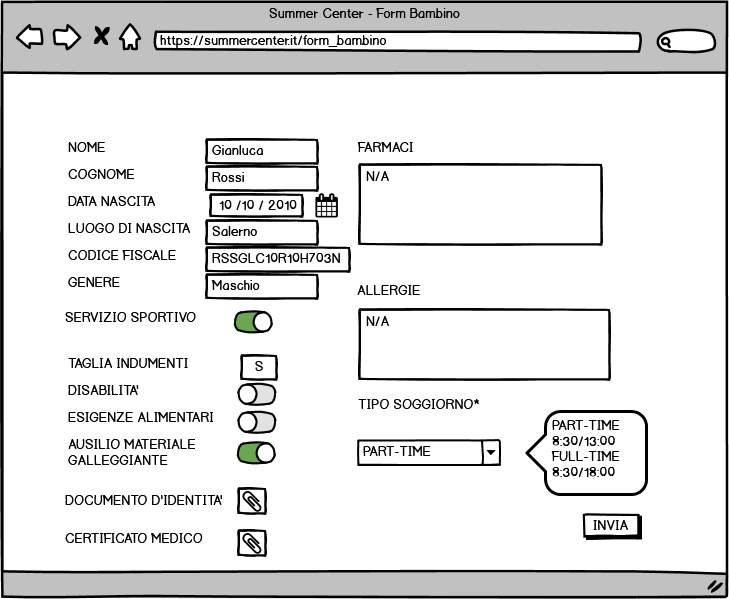 Summer Center - Form Bambino
https://summercenter.it/form_bambino
NOME Gianluca
COGNOME Rossi
DATA NASCITA 10 /10 / 2010
LUOGO DI NASCITA Salerno
CODICE FISCALE RSSGLC10R10H703N
GENERE Maschio
SERVIZIO SPORTIVO
TAGLIA INDUMENTI S
DISABILITA'
ESIGENZE ALIMENTARI
AUSILIO MATERIALE
GALLEGGIANTE
DOCUMENTO D'IDENTITA'
CERTIFICATO MEDICO
FARMACI
N/A
ALLERGIE
N/A
TIPO SOGGIORNO*
PART-TIME
PART-TIME
8:30/13:00
FULL-TIME
8:30/18:00
INVIA